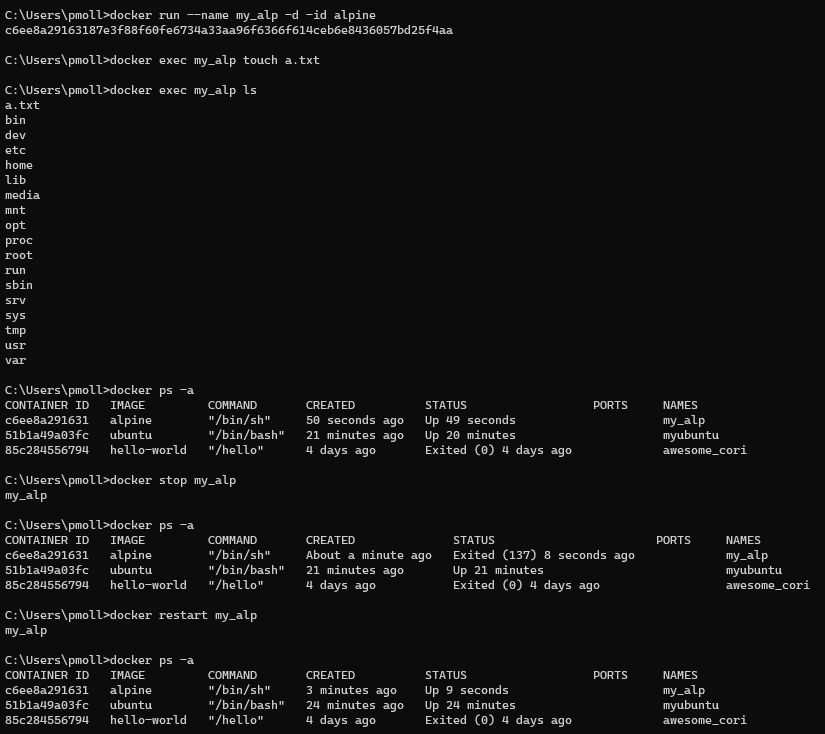 C:\Users\pmoll>docker run --name my_alp -d -id alpine
c6ee8a29163187e3f88f60fe6734a33aa96f6366f614ceb6e8436057bd25f4aa
C:\Users\pmoll>docker exec my_alp touch a.txt
C:\Users\pmoll>docker exec my_alp ls
a.txt
bin
dev
etc
home
lib
media
mnt
opt
proc
root
run
sbin
srv
sys
tmp
usr
var
C:\Users\pmoll>docker ps -a
CONTAINER ID   IMAGE         COMMAND       CREATED          STATUS                  PORTS     NAMES
c6ee8a291631   alpine        "/bin/sh"     50 seconds ago   Up 49 seconds                     my_alp
51b1a49a03fc   ubuntu        "/bin/bash"   21 minutes ago   Up 20 minutes                     myubuntu
85c284556794   hello-world   "/hello"      4 days ago       Exited (0) 4 days ago             awesome_cori
C:\Users\pmoll>docker stop my_alp
my_alp
C:\Users\pmoll>docker ps -a
CONTAINER ID   IMAGE         COMMAND       CREATED              STATUS                       PORTS     NAMES
c6ee8a291631   alpine        "/bin/sh"     About a minute ago   Exited (137) 8 seconds ago             my_alp
51b1a49a03fc   ubuntu        "/bin/bash"   21 minutes ago       Up 21 minutes                          myubuntu
85c284556794   hello-world   "/hello"      4 days ago           Exited (0) 4 days ago                  awesome_cori
C:\Users\pmoll>docker restart my_alp
my_alp
C:\Users\pmoll>docker ps -a
CONTAINER ID   IMAGE         COMMAND       CREATED          STATUS                  PORTS     NAMES
c6ee8a291631   alpine        "/bin/sh"     3 minutes ago    Up 9 seconds                      my_alp
51b1a49a03fc   ubuntu        "/bin/bash"   24 minutes ago   Up 24 minutes                     myubuntu
85c284556794   hello-world   "/hello"      4 days ago       Exited (0) 4 days ago             awesome_cori